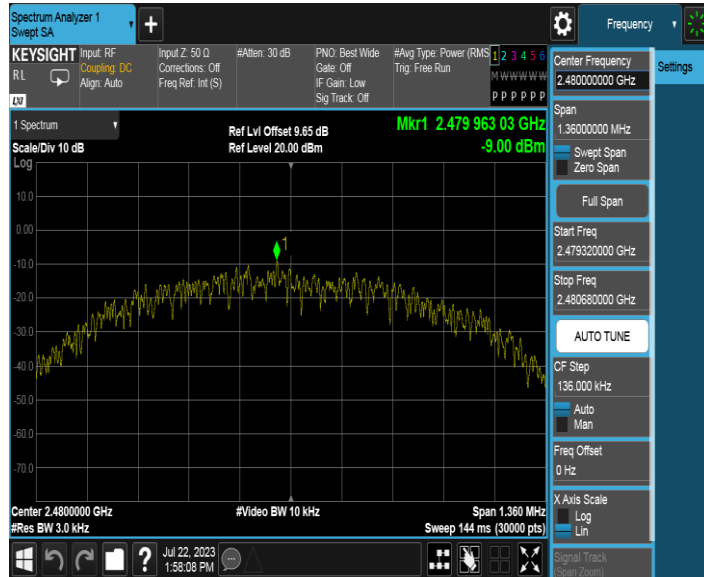 Spectrum Analyzer 1
Swept SA
+
Frequency
KEYSIGHT
RL
LXI
Input: RF
Coupling: DC
Align: Auto
Input Z: 50 Ω
Corrections: Off
Freq Ref: Int (S)
#Atten: 30 dB
PNO: Best Wide
Gate: Off
IF Gain: Low
Sig Track: Off
#Avg Type: Power (RMS
Trig: Free Run
1 2 3 4 5 6
M W W W W W
P P P P P P
1 Spectrum
Scale/Div 10 dB
Log
Ref Lvl Offset 9.65 dB
Ref Level 20.00 dBm
Mkr1 2.479 963 03 GHz
-9.00 dBm
10.0
0.00
-10.0
-20.0
-30.0
-40.0
-50.0
-60.0
-70.0
1
Center 2.4800000 GHz
#Res BW 3.0 kHz
#Video BW 10 kHz
Span 1.360 MHz
Sweep 144 ms (30000 pts)
?
Jul 22, 2023
1:58:08 PM
Center Frequency
2.480000000 GHz
Span
1.36000000 MHz
Swept Span
Zero Span
Full Span
Start Freq
2.479320000 GHz
Stop Freq
2.480680000 GHz
AUTO TUNE
CF Step
136.000 kHz
Auto
Man
Freq Offset
0 Hz
X Axis Scale
Log
Lin
Signal Track
(Span Zoom)
Settings